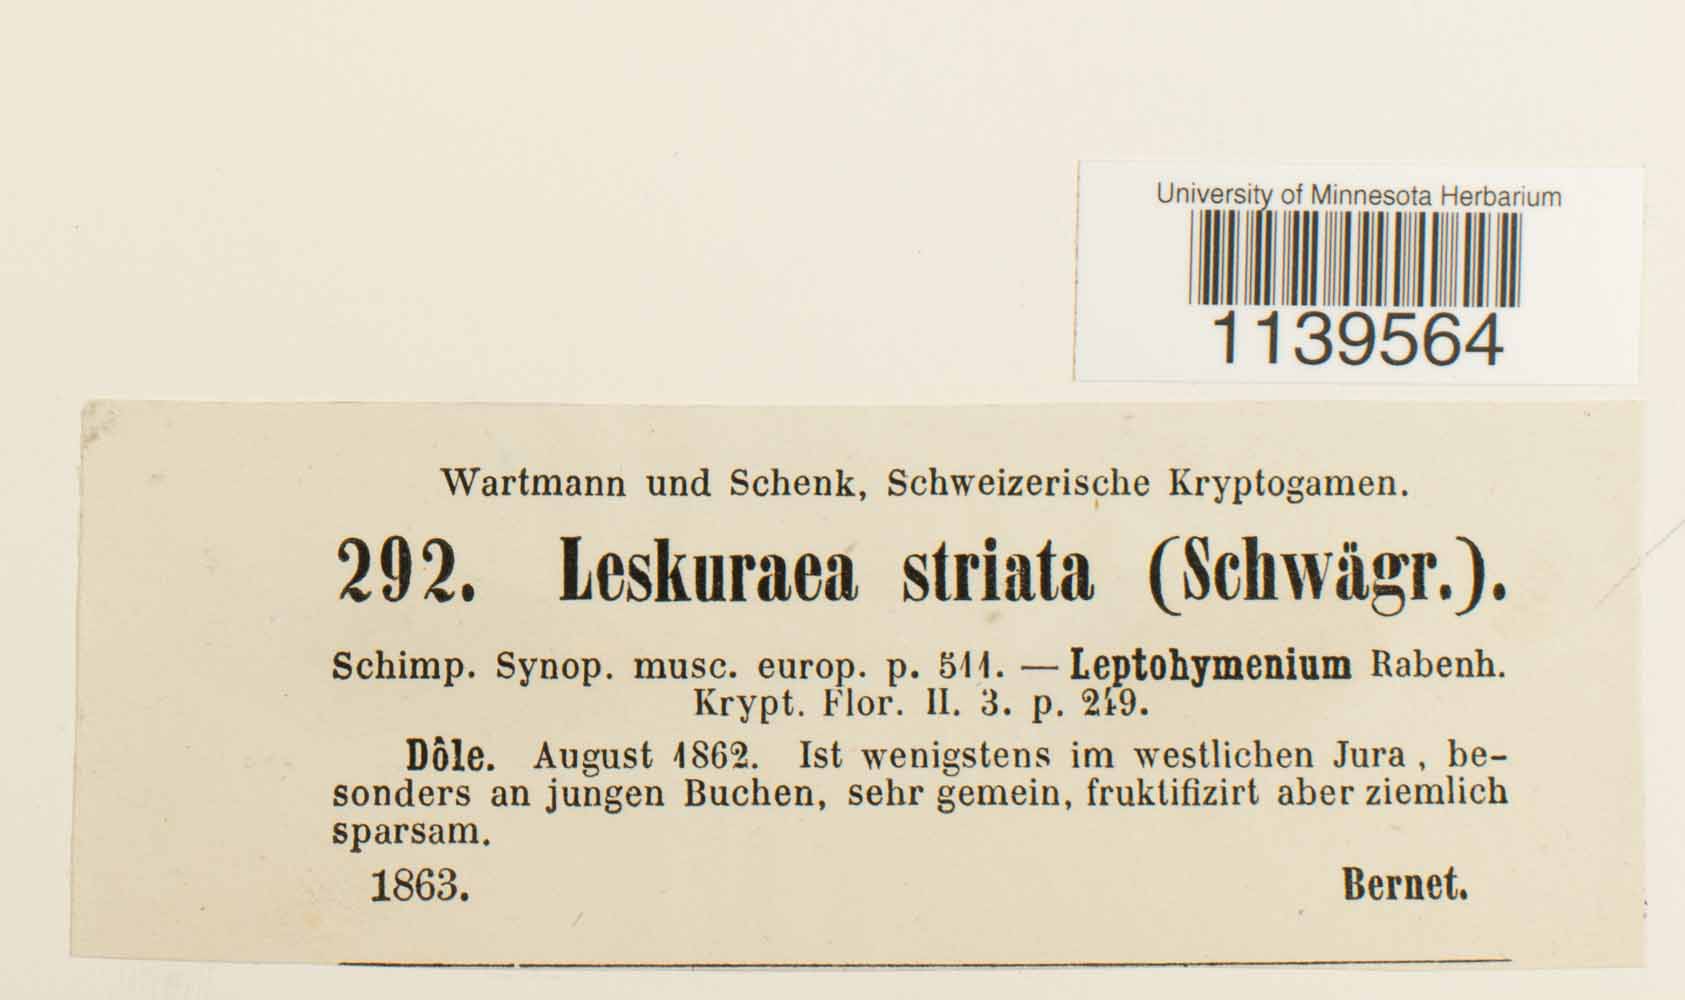 University of Minnesota Herbarium
1139564
Wartmann und Schenk, Schweizerische Kryptogamen.
292. Leskuraea striata (Schwägr.).
Schimp. Synop. musc. europ. p. 511. — Leptohymenium Rabenh.
Krypt. Flor. II. 3. p. 249.
Dôle. August 1862. Ist wenigstens im westlichen Jura, be-
sonders an jungen Buchen, sehr gemein, fruktifizirt aber ziemlich
sparsam.
1863. Bernet.